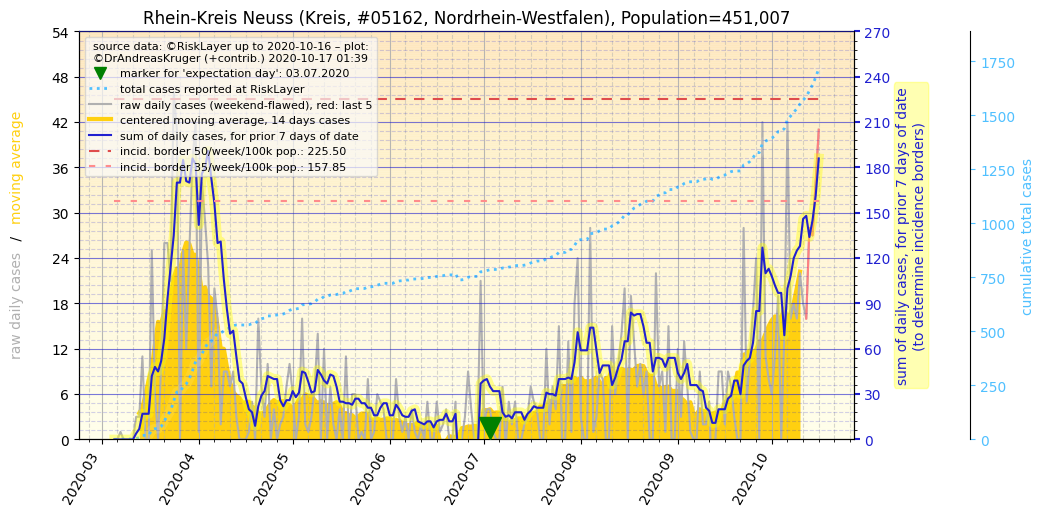 Rhein-Kreis Neuss (Kreis, #05162, Nordrhein-Westfalen), Population=451,007
source data: ©RiskLayer up to 2020-10-16 – plot:
©DrAndreasKruger (+contrib.) 2020-10-17 01:39
marker for 'expectation day': 03.07.2020
total cases reported at RiskLayer
raw daily cases (weekend-flawed), red: last 5
centered moving average, 14 days cases
sum of daily cases, for prior 7 days of date
incid. border 50/week/100k pop.: 225.50
incid. border 35/week/100k pop.: 157.85
raw daily cases / moving average
54
48
42
36
30
24
18
12
6
0
2020-03
2020-04
2020-05
2020-06
2020-07
2020-08
2020-09
2020-10
270
240
210
180
150
120
90
60
30
0
sum of daily cases, for prior 7 days of date
(to determine incidence borders)
1750
1500
1250
1000
750
500
250
0
cumulative total cases